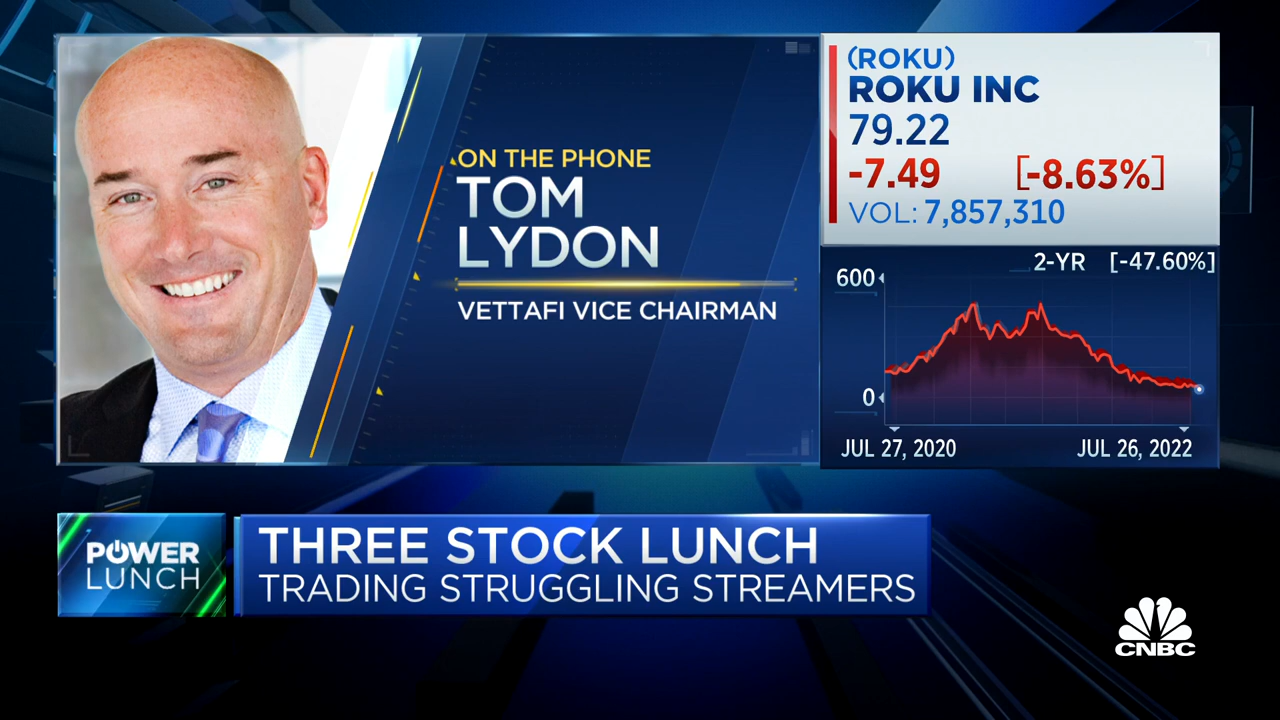 ON THE PHONE
TOM
LYDON
VETTAFI VICE CHAIRMAN
(ROKU)
ROKU INC
79.22
-7.49 [-8.63%]
VOL: 7,857,310
2-YR [-47.60%]
600
0
JUL 27, 2020 JUL 26, 2022
POWER
LUNCH
THREE STOCK LUNCH
TRADING STRUGGLING STREAMERS
CNBC